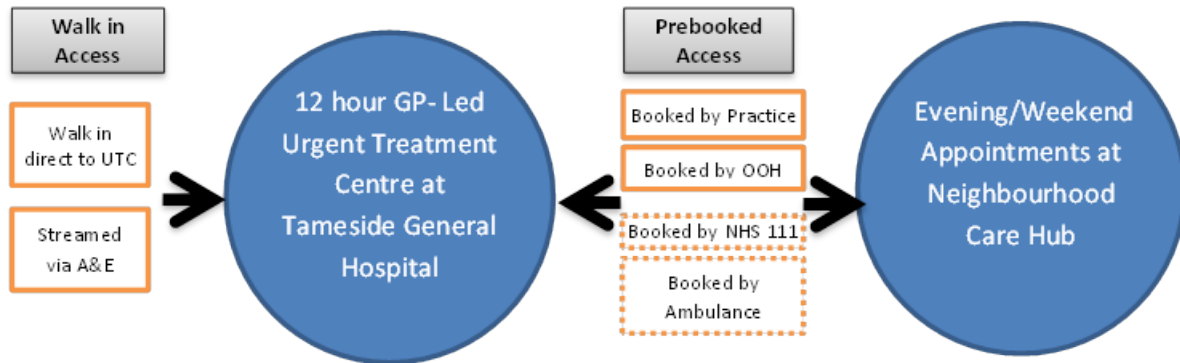 Walk in
Access
Walk in
direct to UTC
Streamed
via A&E
12 hour GP- Led
Urgent Treatment
Centre at
Tameside General
Hospital
Prebooked
Access
Booked by Practice
Booked by OOH
Booked by NHS 111
Booked by
Ambulance
Evening/Weekend
Appointments at
Neighbourhood
Care Hub